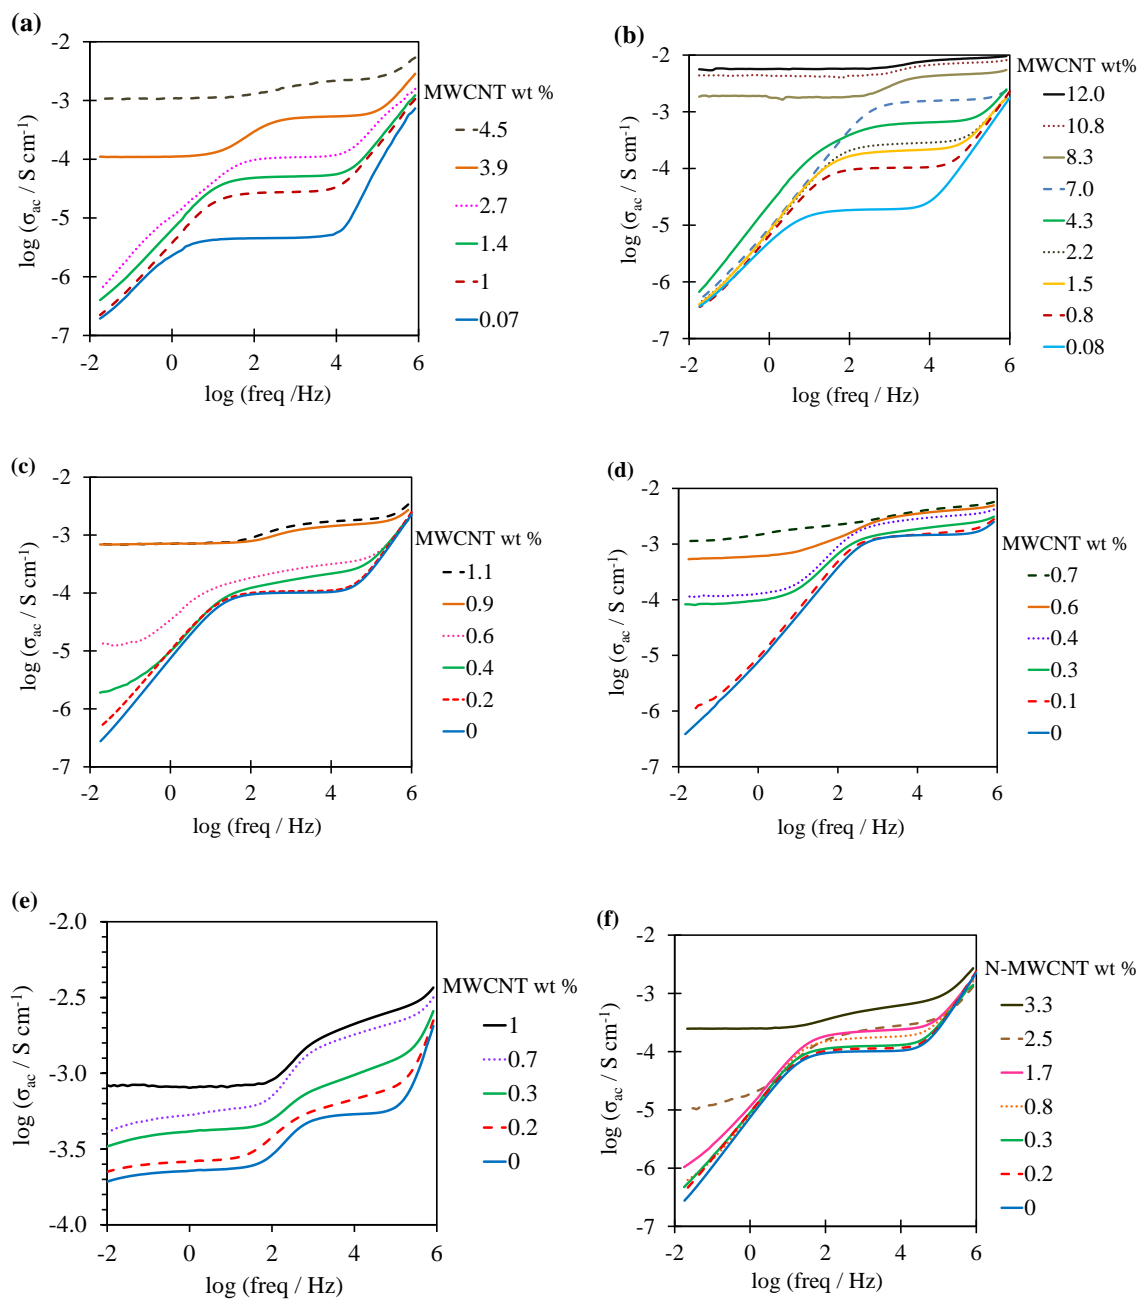 (a)
-2
-3
-4
-5
-6
-7
log (σac / S cm⁻¹)
-2 0 2 4 6
log (freq /Hz)
MWCNT wt %
4.5
3.9
2.7
1.4
1
0.07
(b)
-2
-3
-4
-5
-6
-7
log (σac / S cm⁻¹)
-2 0 2 4 6
log (freq / Hz)
MWCNT wt%
12.0
10.8
8.3
7.0
4.3
2.2
1.5
0.8
0.08
(c)
-2
-3
-4
-5
-6
-7
log (σac / S cm⁻¹)
-2 0 2 4 6
log (freq / Hz)
MWCNT wt %
1.1
0.9
0.6
0.4
0.2
0
(d)
-2
-3
-4
-5
-6
-7
log (σac / S cm⁻¹)
-2 0 2 4 6
log (freq / Hz)
MWCNT wt %
0.7
0.6
0.4
0.3
0.1
0
(e)
-2.0
-2.5
-3.0
-3.5
-4.0
log (σac / S cm⁻¹)
-2 0 2 4 6
log (freq / Hz)
MWCNT wt %
1
0.7
0.3
0.2
0
(f)
-2
-3
-4
-5
-6
-7
log (σac / S cm⁻¹)
-2 0 2 4 6
log (freq / Hz)
N-MWCNT wt %
3.3
2.5
1.7
0.8
0.3
0.2
0